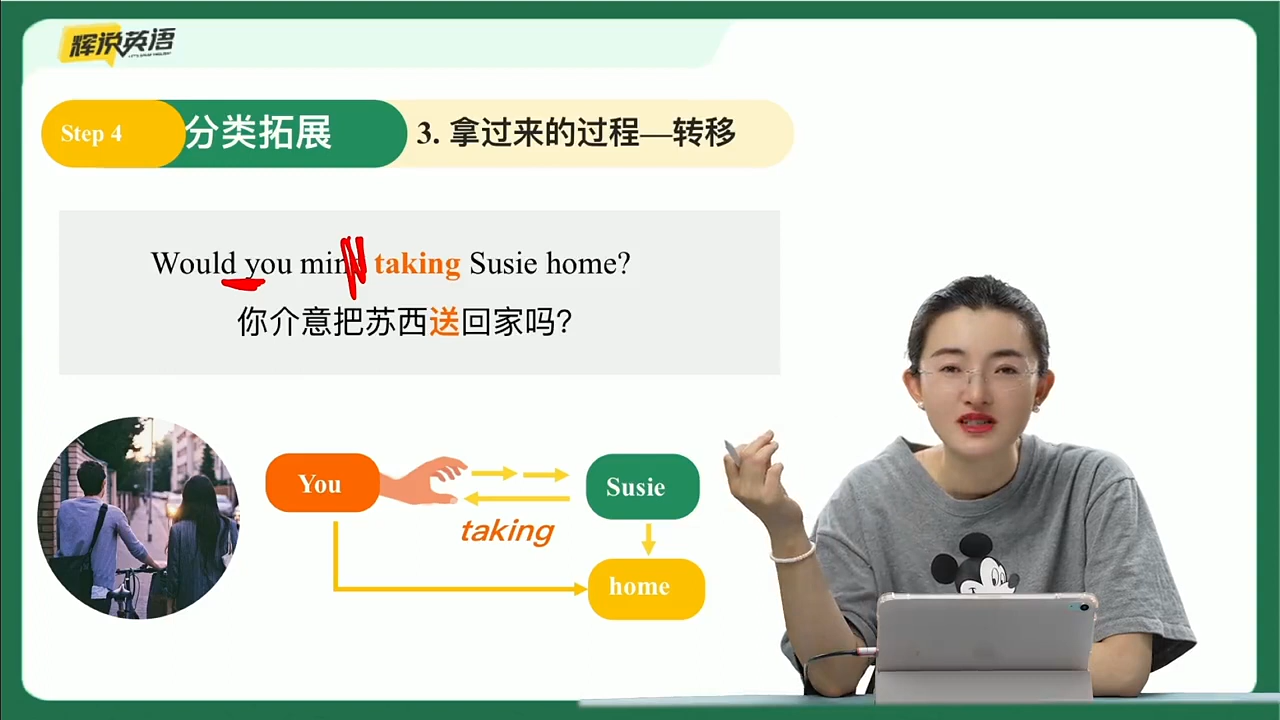 辉说英语
Step 4
分类拓展
3. 拿过来的过程—转移
Would you mind taking Susie home?
你介意把苏西送回家吗?
You
Susie
taking
home